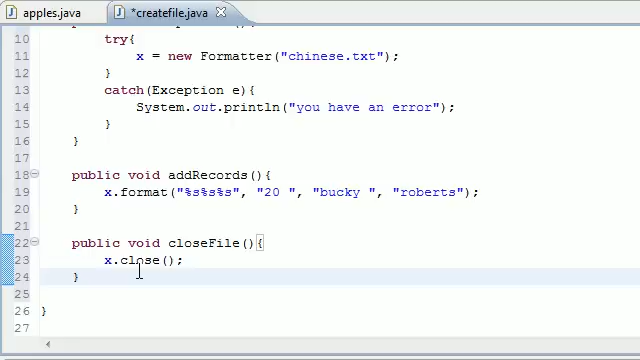 apples.java *createfile.java
10 try{
11 x = new Formatter("chinese.txt");
12 }
13 catch(Exception e){
14 System.out.println("you have an error");
15 }
16 }
17
18 public void addRecords(){
19 x.format("%s%s%s", "20 ", "bucky ", "roberts");
20 }
21
22 public void closeFile(){
23 x.close();
24 }
25
26 }
27